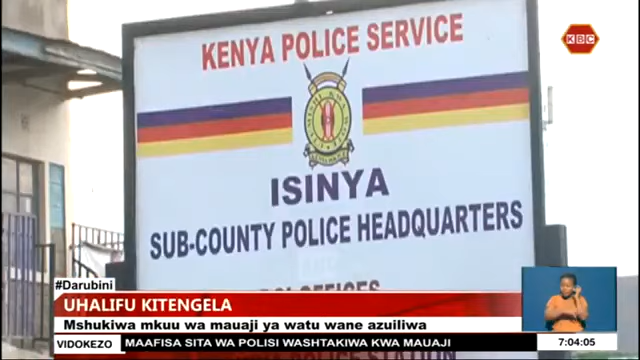 KENYA POLICE SERVICE
KBC
ISINYA
SUB-COUNTY POLICE HEADQUARTERS
OFFICES
#Darubini
UHALIFU KITENGELA
Mshukiwa mkuu wa mauaji ya watu wane azuiliwa
VIDOKEZO MAAFISA SITA WA POLISI WASHTAKIWA KWA MAUAJI 7:04:05